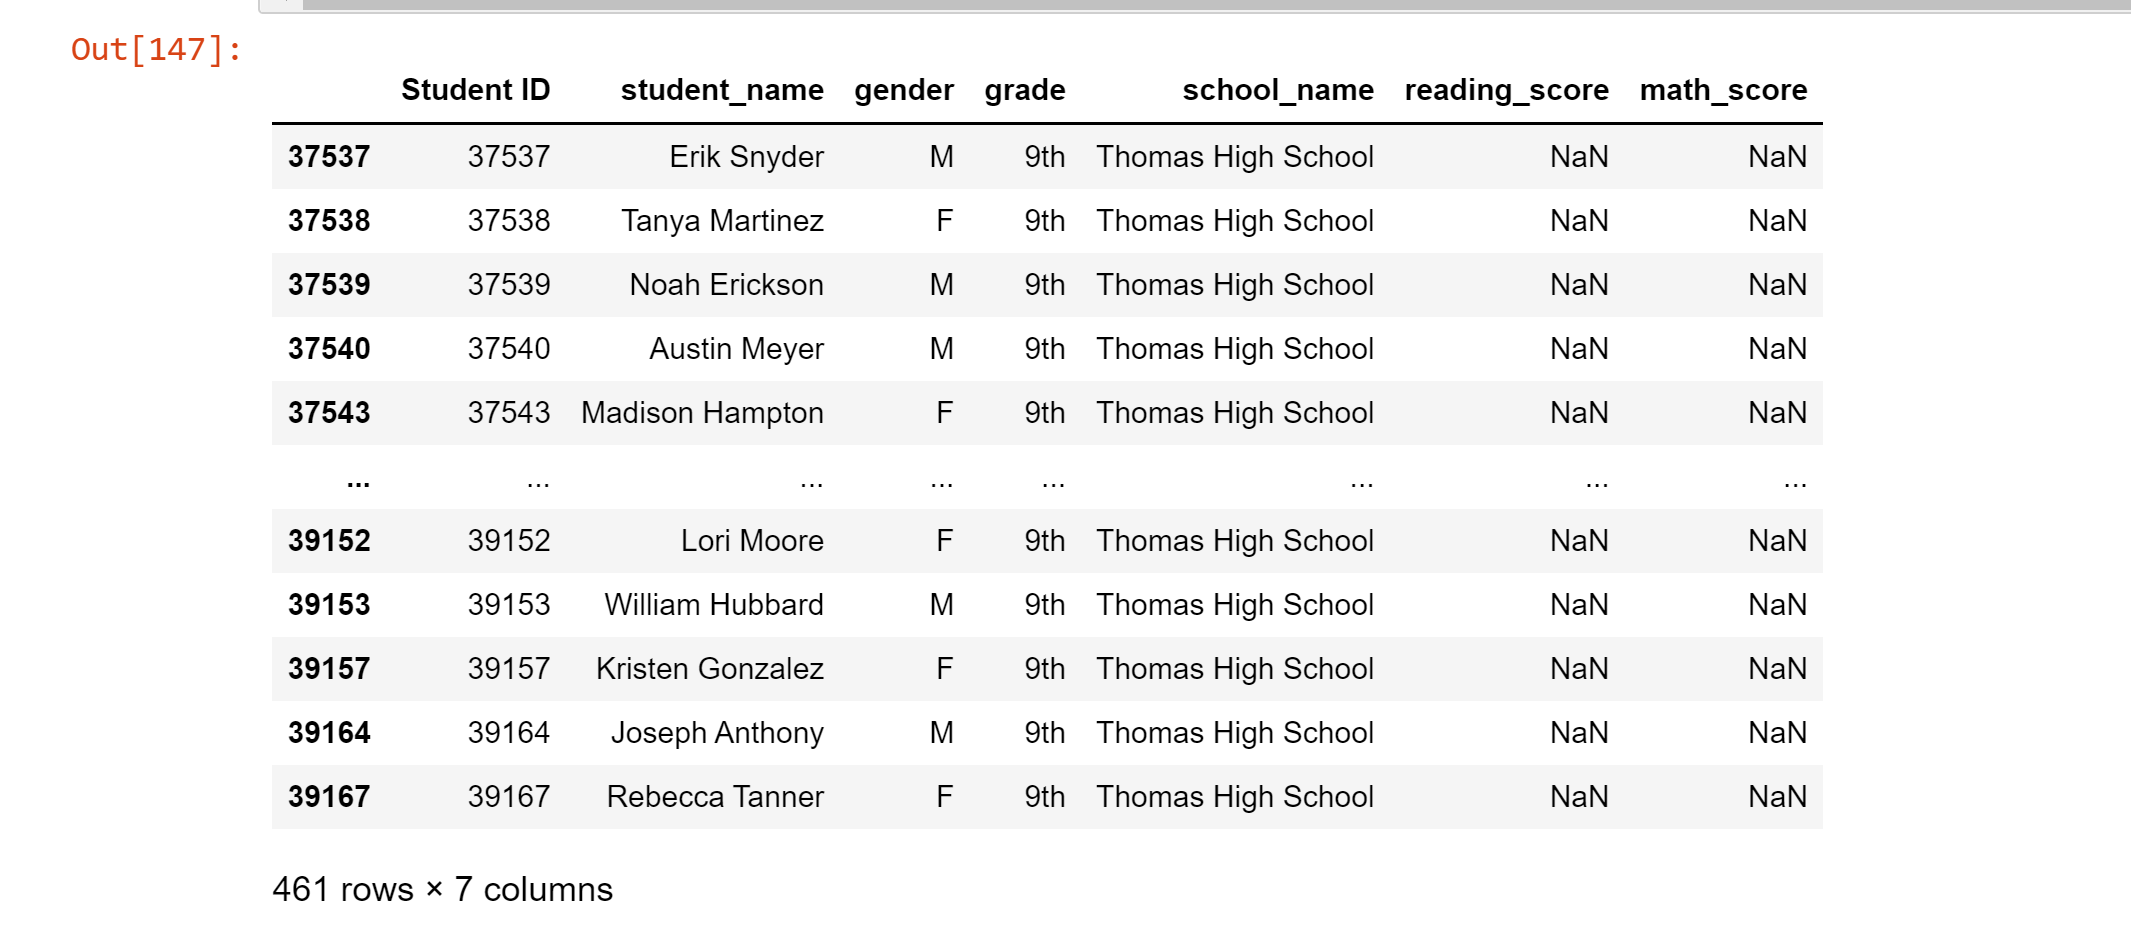 Out[147]:
Student ID student_name gender grade school_name reading_score math_score
37537 37537 Erik Snyder M 9th Thomas High School NaN NaN
37538 37538 Tanya Martinez F 9th Thomas High School NaN NaN
37539 37539 Noah Erickson M 9th Thomas High School NaN NaN
37540 37540 Austin Meyer M 9th Thomas High School NaN NaN
37543 37543 Madison Hampton F 9th Thomas High School NaN NaN
... ... ... ... ... ... ... ...
39152 39152 Lori Moore F 9th Thomas High School NaN NaN
39153 39153 William Hubbard M 9th Thomas High School NaN NaN
39157 39157 Kristen Gonzalez F 9th Thomas High School NaN NaN
39164 39164 Joseph Anthony M 9th Thomas High School NaN NaN
39167 39167 Rebecca Tanner F 9th Thomas High School NaN NaN
461 rows × 7 columns